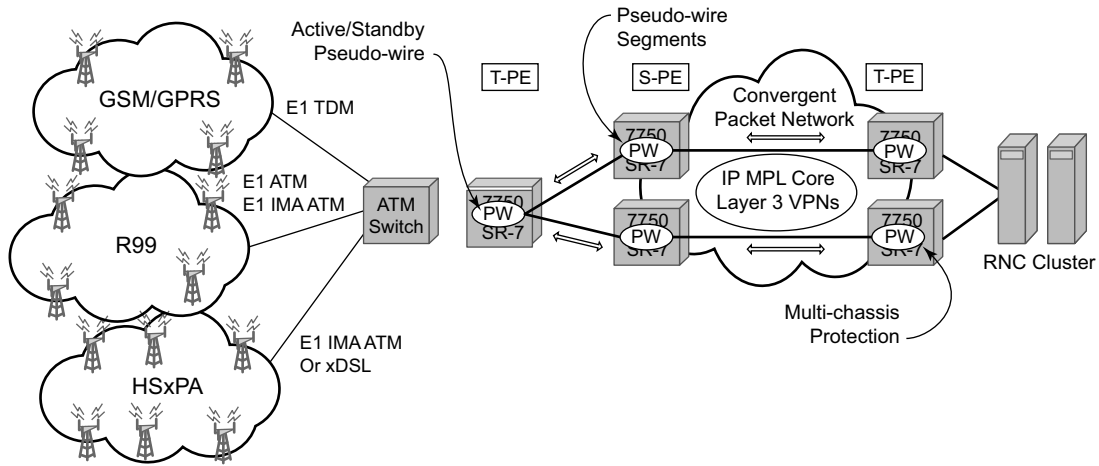 Active/Standby
Pseudo-wire
Pseudo-wire
Segments
T-PE
S-PE
T-PE
GSM/GPRS
E1 TDM
Convergent
Packet Network
7750
PW
SR-7
7750
PW
SR-7
E1 ATM
E1 IMA ATM
ATM
Switch
7750
PW
SR-7
IP MPL Core
Layer 3 VPNs
R99
7750
PW
SR-7
7750
PW
SR-7
RNC Cluster
Multi-chassis
Protection
E1 IMA ATM
Or xDSL
HSxPA